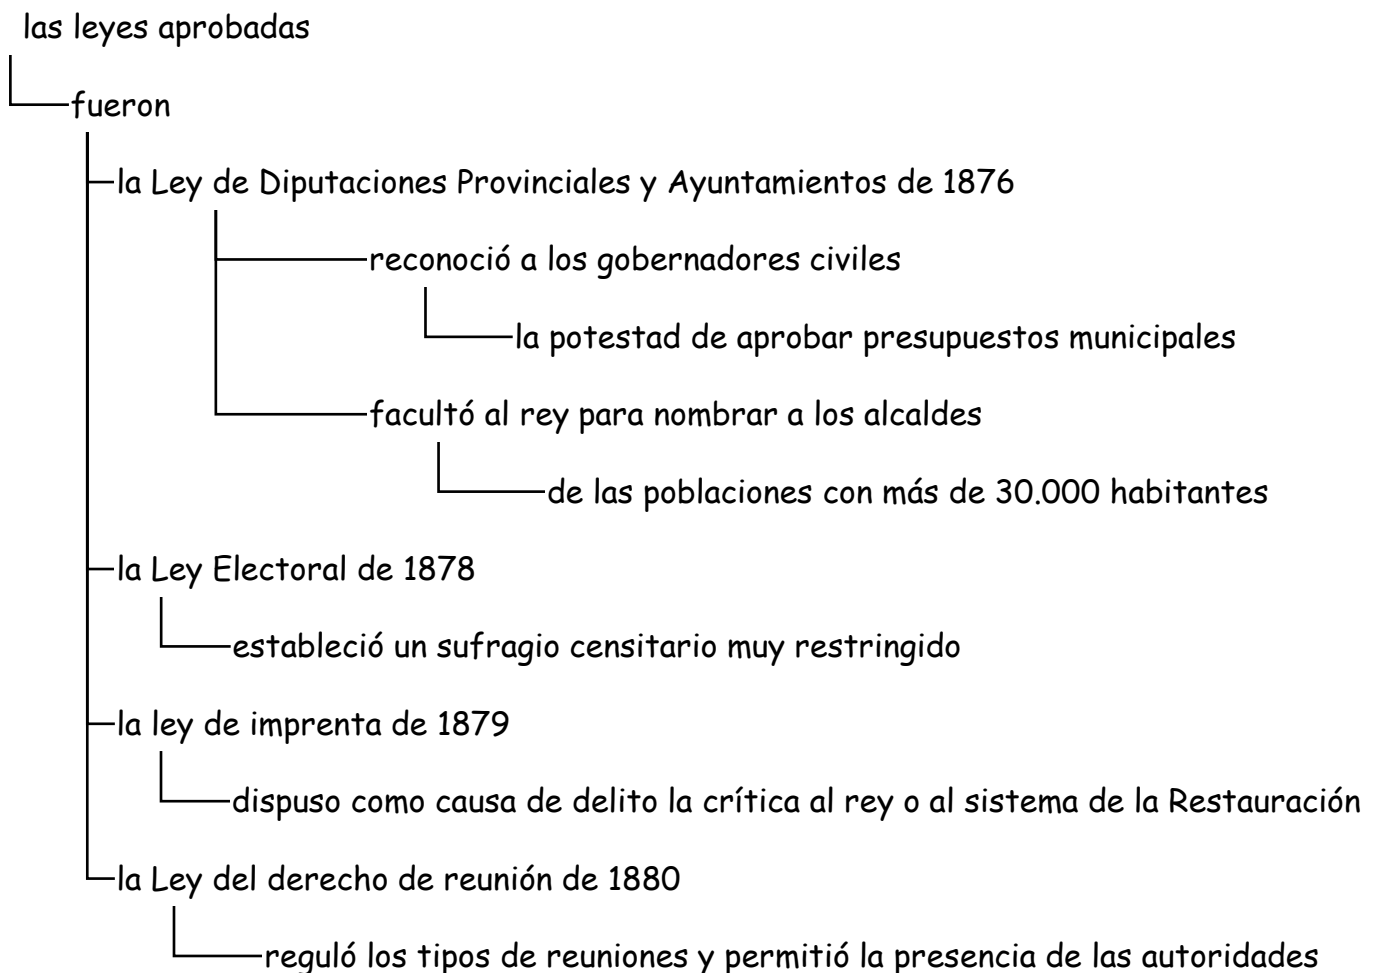 las leyes aprobadas
fueron
la Ley de Diputaciones Provinciales y Ayuntamientos de 1876
reconoció a los gobernadores civiles
la potestad de aprobar presupuestos municipales
facultó al rey para nombrar a los alcaldes
de las poblaciones con más de 30.000 habitantes
la Ley Electoral de 1878
estableció un sufragio censitario muy restringido
la ley de imprenta de 1879
dispuso como causa de delito la crítica al rey o al sistema de la Restauración
la Ley del derecho de reunión de 1880
reguló los tipos de reuniones y permitió la presencia de las autoridades